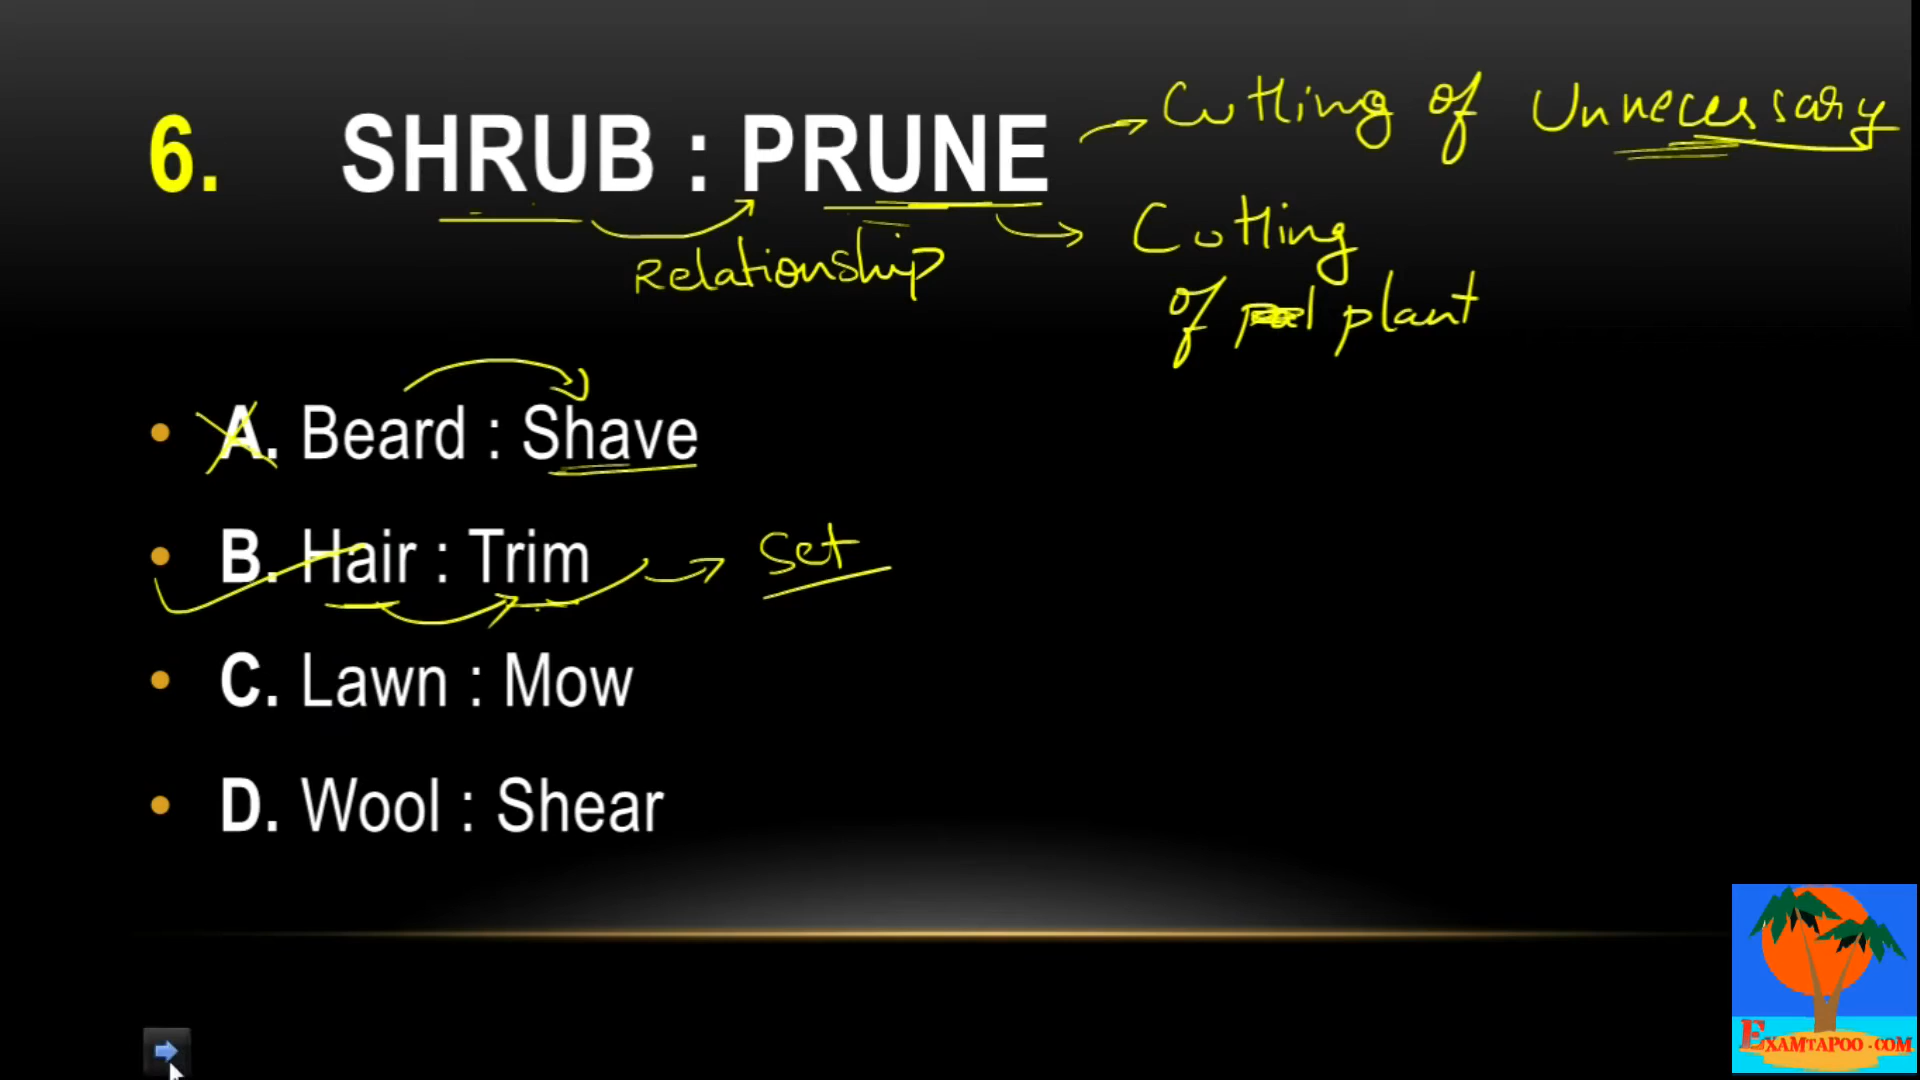 Cutting of Unnecessary
6. SHRUB : PRUNE
Cutting
Relationship
of plant
A. Beard : Shave
B. Hair : Trim
Set
C. Lawn : Mow
D. Wool : Shear
EXAMTAPOO.COM